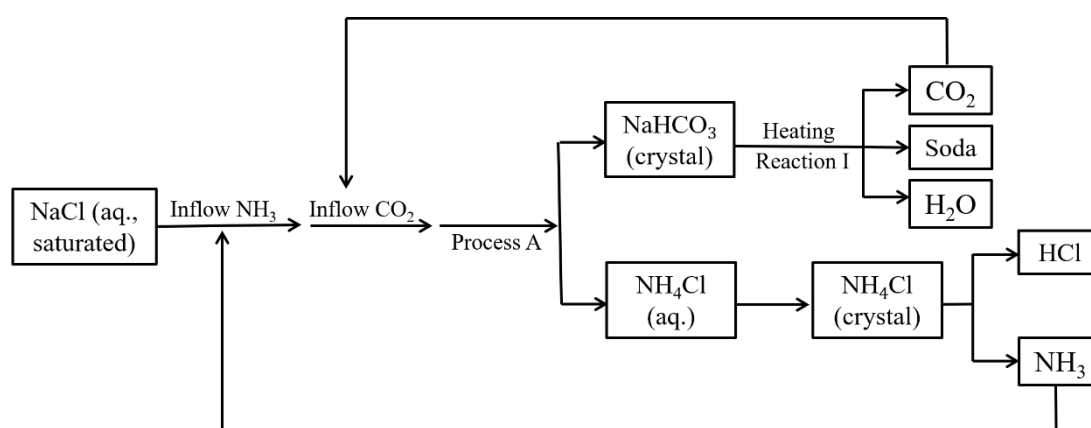 NaCl (aq.,
saturated)
Inflow NH₃
Inflow CO₂
Process A
NaHCO₃
(crystal)
Heating
Reaction I
CO₂
Soda
H₂O
NH₄Cl
(aq.)
NH₄Cl
(crystal)
HCl
NH₃